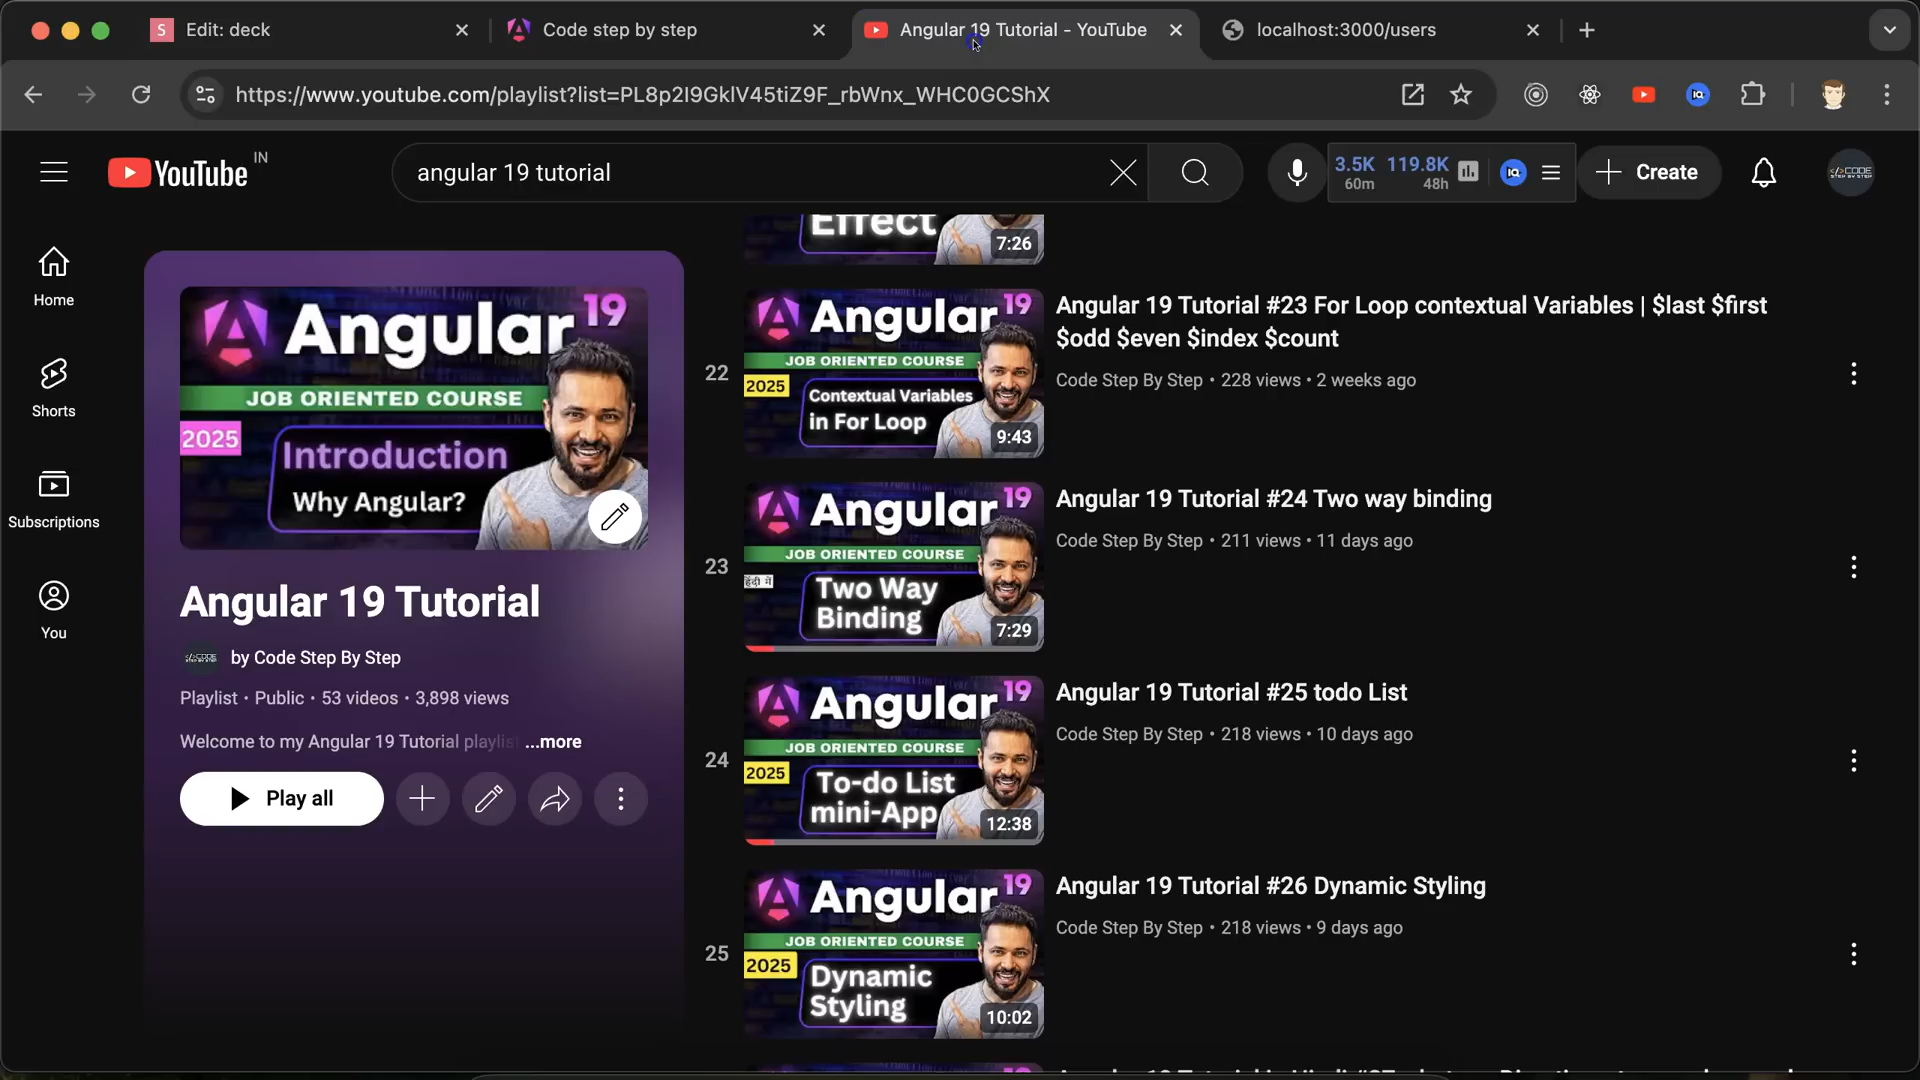 Edit: deck
Code step by step
Angular 19 Tutorial - YouTube
localhost:3000/users
https://www.youtube.com/playlist?list=PL8p2I9GklV45tiZ9F_rbWnx_WHC0GCShX
YouTube IN
angular 19 tutorial
3.5K 119.8K
60m 48h
Create
Home
Shorts
Subscriptions
You
Angular 19
JOB ORIENTED COURSE
2025
Introduction
Why Angular?
Angular 19 Tutorial
by Code Step By Step
Playlist • Public • 53 videos • 3,898 views
Welcome to my Angular 19 Tutorial playlis ...more
Play all
Effect
7:26
22
Angular 19
JOB ORIENTED COURSE
2025
Contextual Variables
in For Loop
9:43
Angular 19 Tutorial #23 For Loop contextual Variables | $last $first
$odd $even $index $count
Code Step By Step • 228 views • 2 weeks ago
23
Angular 19
JOB ORIENTED COURSE
हिंदी में
Two Way
Binding
7:29
Angular 19 Tutorial #24 Two way binding
Code Step By Step • 211 views • 11 days ago
24
Angular 19
JOB ORIENTED COURSE
2025
To-do List
mini-App
12:38
Angular 19 Tutorial #25 todo List
Code Step By Step • 218 views • 10 days ago
25
Angular 19
JOB ORIENTED COURSE
2025
Dynamic
Styling
10:02
Angular 19 Tutorial #26 Dynamic Styling
Code Step By Step • 218 views • 9 days ago